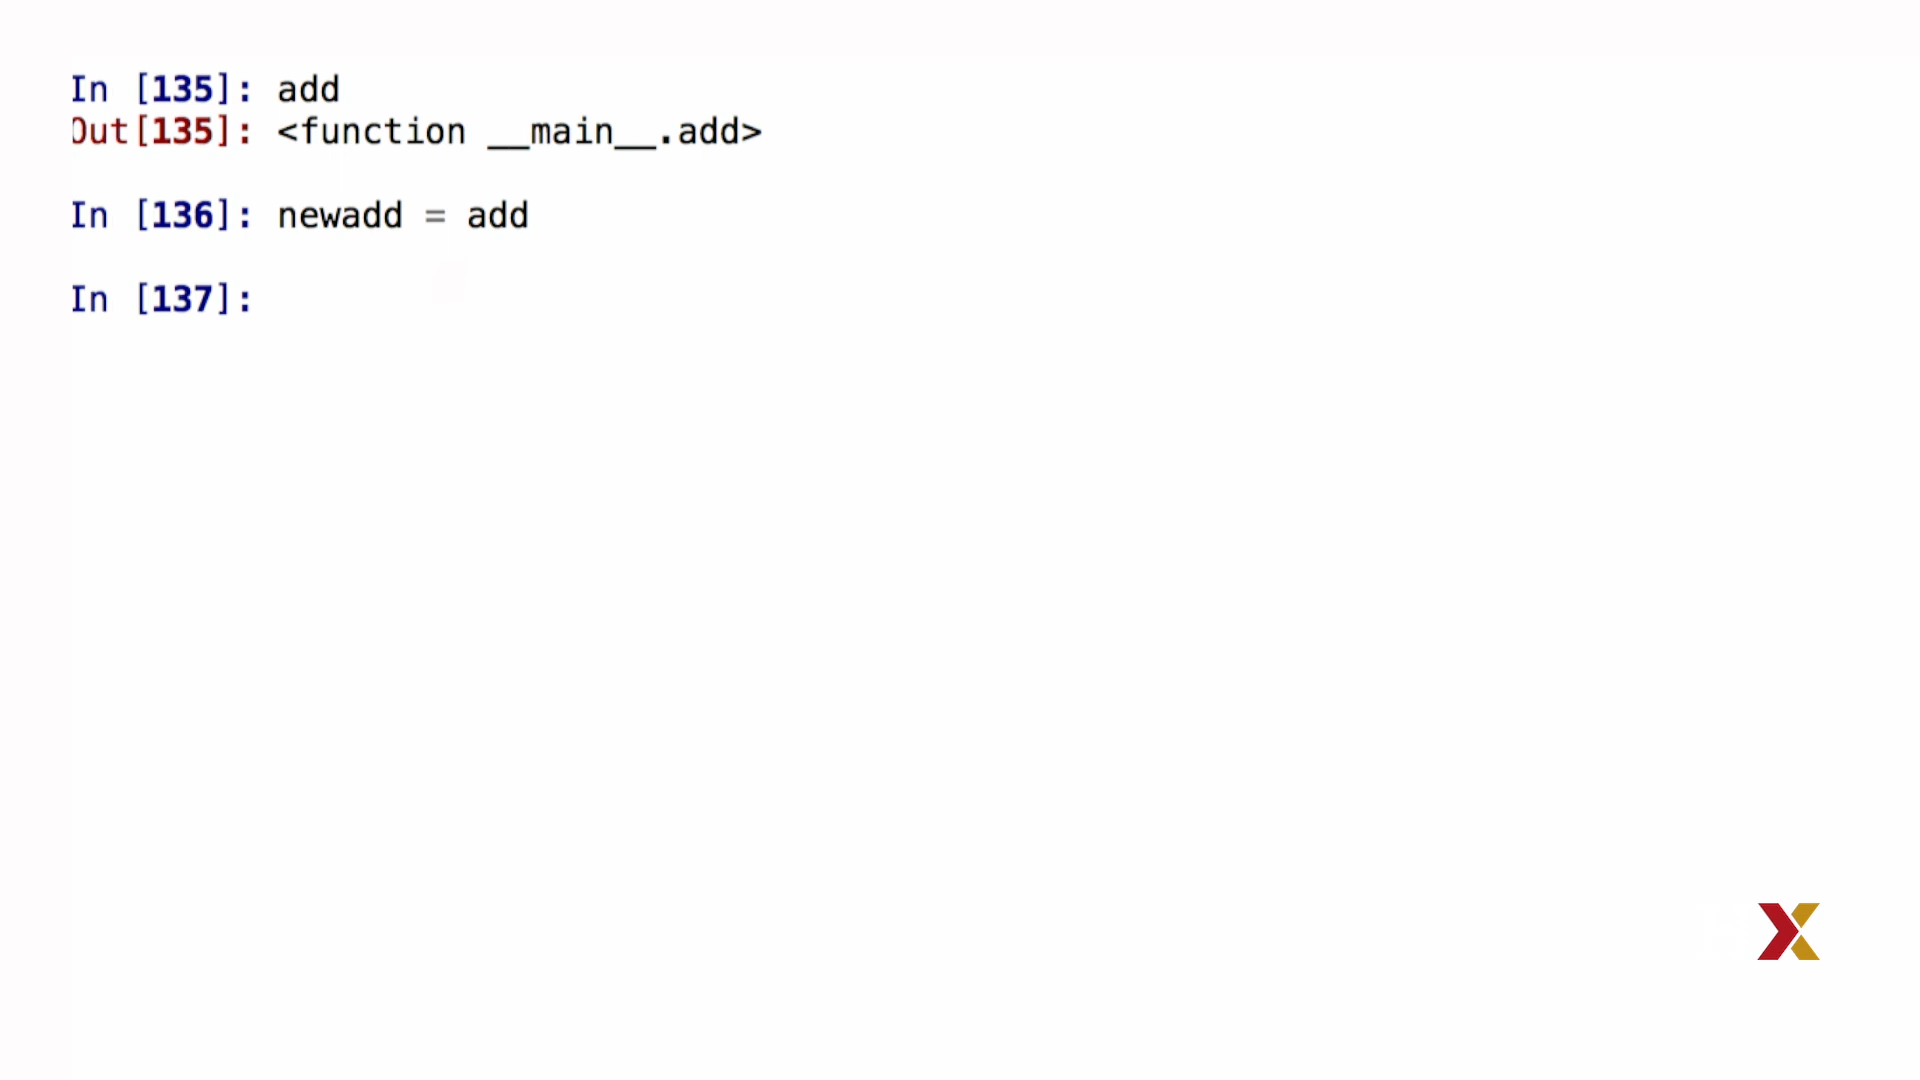 In [135]: add
Out[135]: <function __main__.add>
In [136]: newadd = add
In [137]: